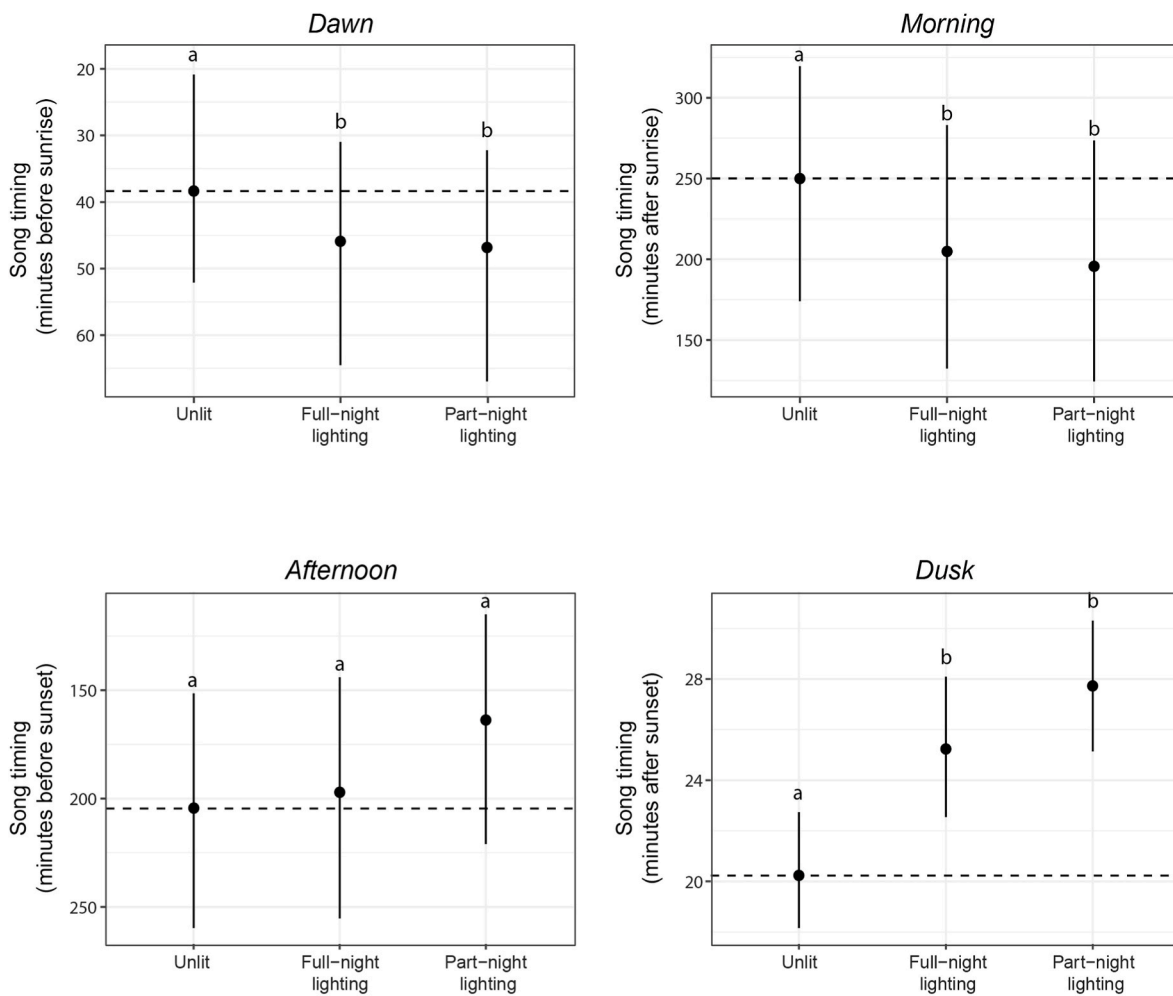 Dawn
Song timing
(minutes before sunrise)
20
30
40
50
60
a
b
b
Unlit
Full−night
lighting
Part−night
lighting
Morning
Song timing
(minutes after sunrise)
300
250
200
150
a
b
b
Unlit
Full−night
lighting
Part−night
lighting
Afternoon
Song timing
(minutes before sunset)
150
200
250
a
a
a
Unlit
Full−night
lighting
Part−night
lighting
Dusk
Song timing
(minutes after sunset)
28
24
20
a
b
b
Unlit
Full−night
lighting
Part−night
lighting